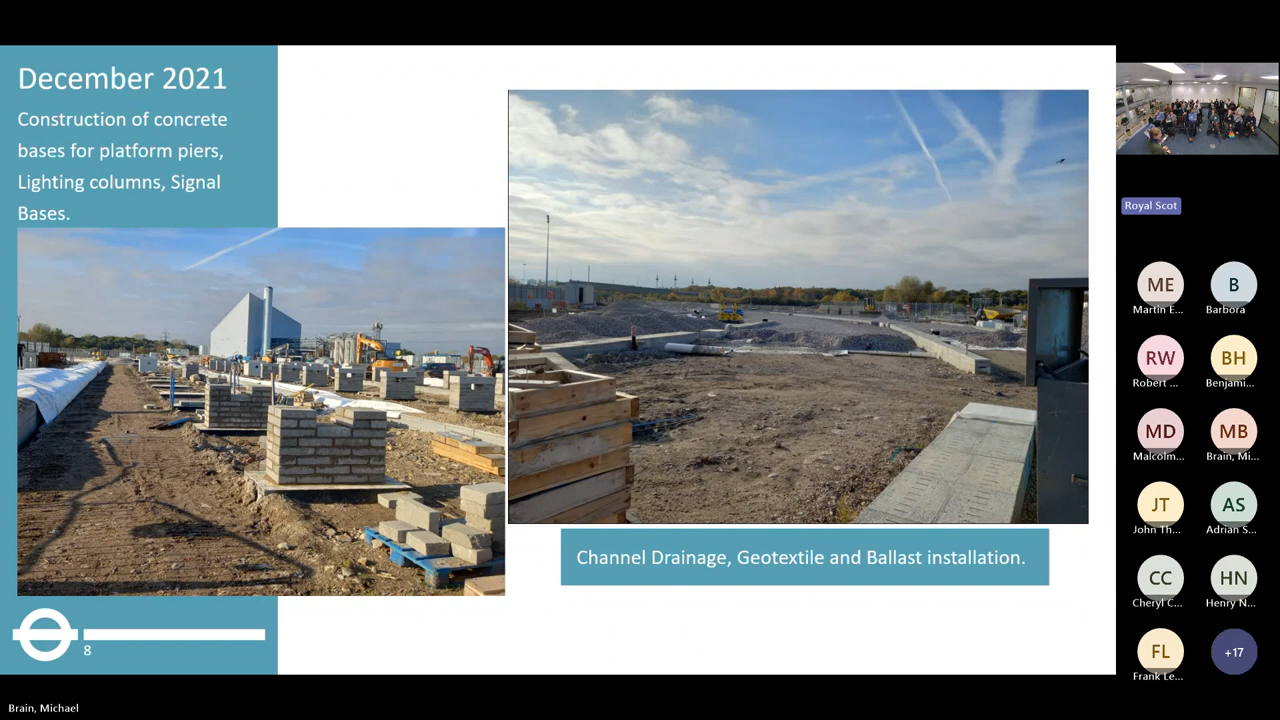 December 2021
Construction of concrete
bases for platform piers,
Lighting columns, Signal
Bases.
Channel Drainage, Geotextile and Ballast installation.
8
Royal Scot
ME
Martin E...
B
Barbora
RW
Robert ...
BH
Benjami...
MD
Malcolm...
MB
Brain, Mi...
JT
John Th...
AS
Adrian S...
CC
Cheryl C...
HN
Henry N...
FL
Frank Le...
+17
Brain, Michael